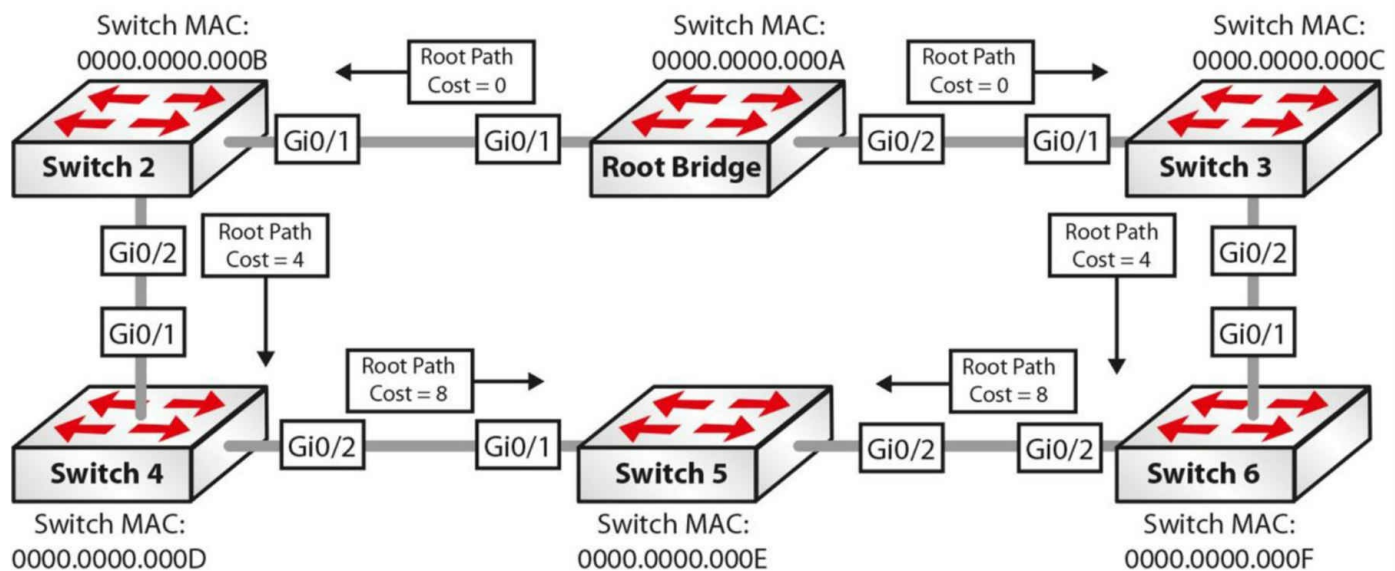 Switch MAC:
0000.0000.000B
Root Path
Cost = 0
Switch MAC:
0000.0000.000A
Root Path
Cost = 0
Switch MAC:
0000.0000.000C
Switch 2
Gi0/1
Gi0/1
Root Bridge
Gi0/2
Gi0/1
Switch 3
Gi0/2
Root Path
Cost = 4
Root Path
Cost = 4
Gi0/2
Gi0/1
Gi0/1
Root Path
Cost = 8
Root Path
Cost = 8
Switch 4
Gi0/2
Gi0/1
Switch 5
Gi0/2
Gi0/2
Switch 6
Switch MAC:
0000.0000.000D
Switch MAC:
0000.0000.000E
Switch MAC:
0000.0000.000F